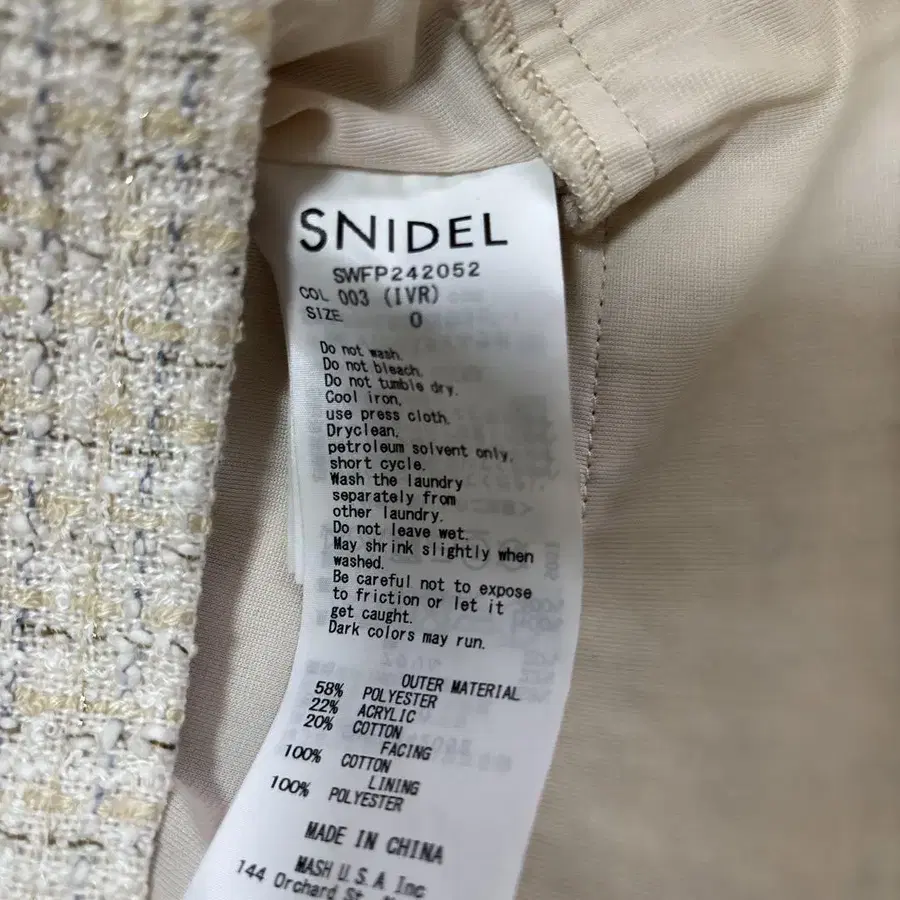 SNIDEL
SWFP242052
COL 003 (IVR)
SIZE 0
Do not wash.
Do not bleach.
Do not tumble dry.
Cool iron,
use press cloth.
Dryclean,
petroleum solvent only,
short cycle.
Wash the laundry
separately from
other laundry.
Do not leave wet.
May shrink slightly when
washed.
Be careful not to expose
to friction or let it
get caught.
Dark colors may run.
OUTER MATERIAL
58% POLYESTER
22% ACRYLIC
20% COTTON
FACING
100% COTTON
LINING
100% POLYESTER
MADE IN CHINA
MASH U.S.A Inc
144 Orchard St.